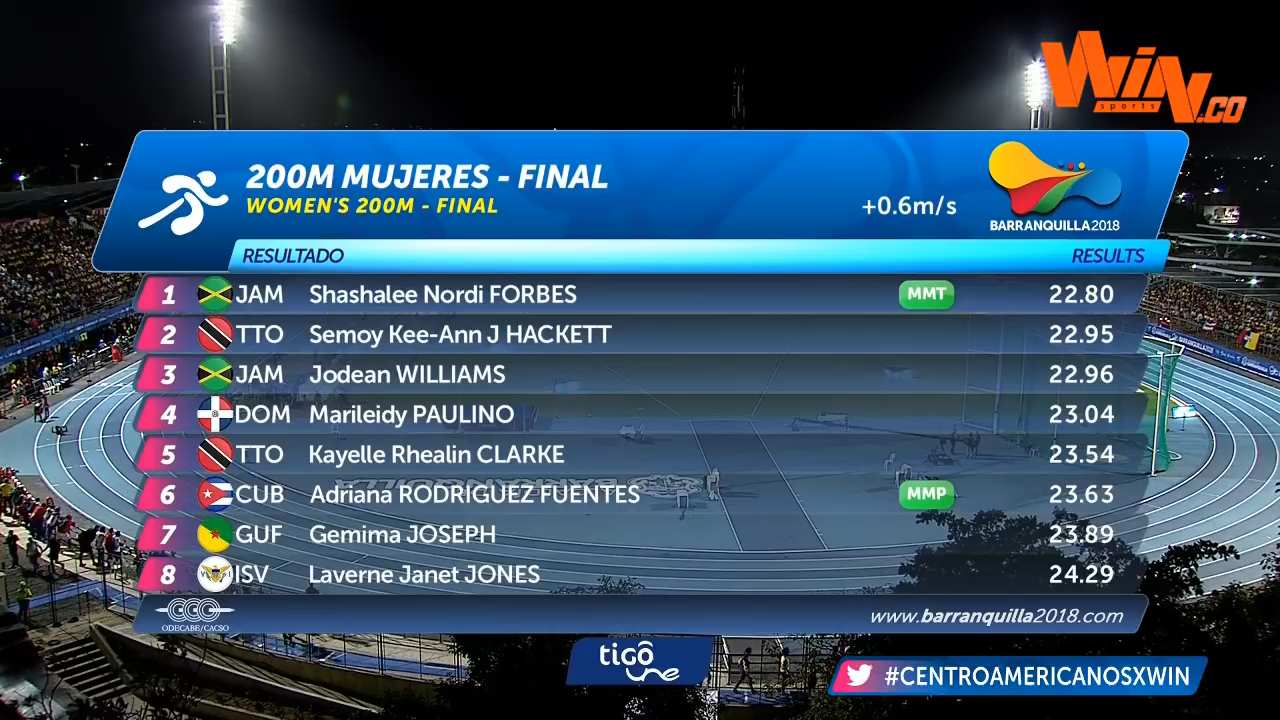 WiN.CO
sports
200M MUJERES - FINAL
WOMEN'S 200M - FINAL
+0.6m/s
BARRANQUILLA2018
RESULTADO RESULTS
1 JAM Shashalee Nordi FORBES MMT 22.80
2 TTO Semoy Kee-Ann J HACKETT 22.95
3 JAM Jodean WILLIAMS 22.96
4 DOM Marileidy PAULINO 23.04
5 TTO Kayelle Rhealin CLARKE 23.54
6 CUB Adriana RODRIGUEZ FUENTES MMP 23.63
7 GUF Gemima JOSEPH 23.89
8 ISV Laverne Janet JONES 24.29
ODECABE/CACSO
www.barranquilla2018.com
tigo
une
#CENTROAMERICANOSXWIN